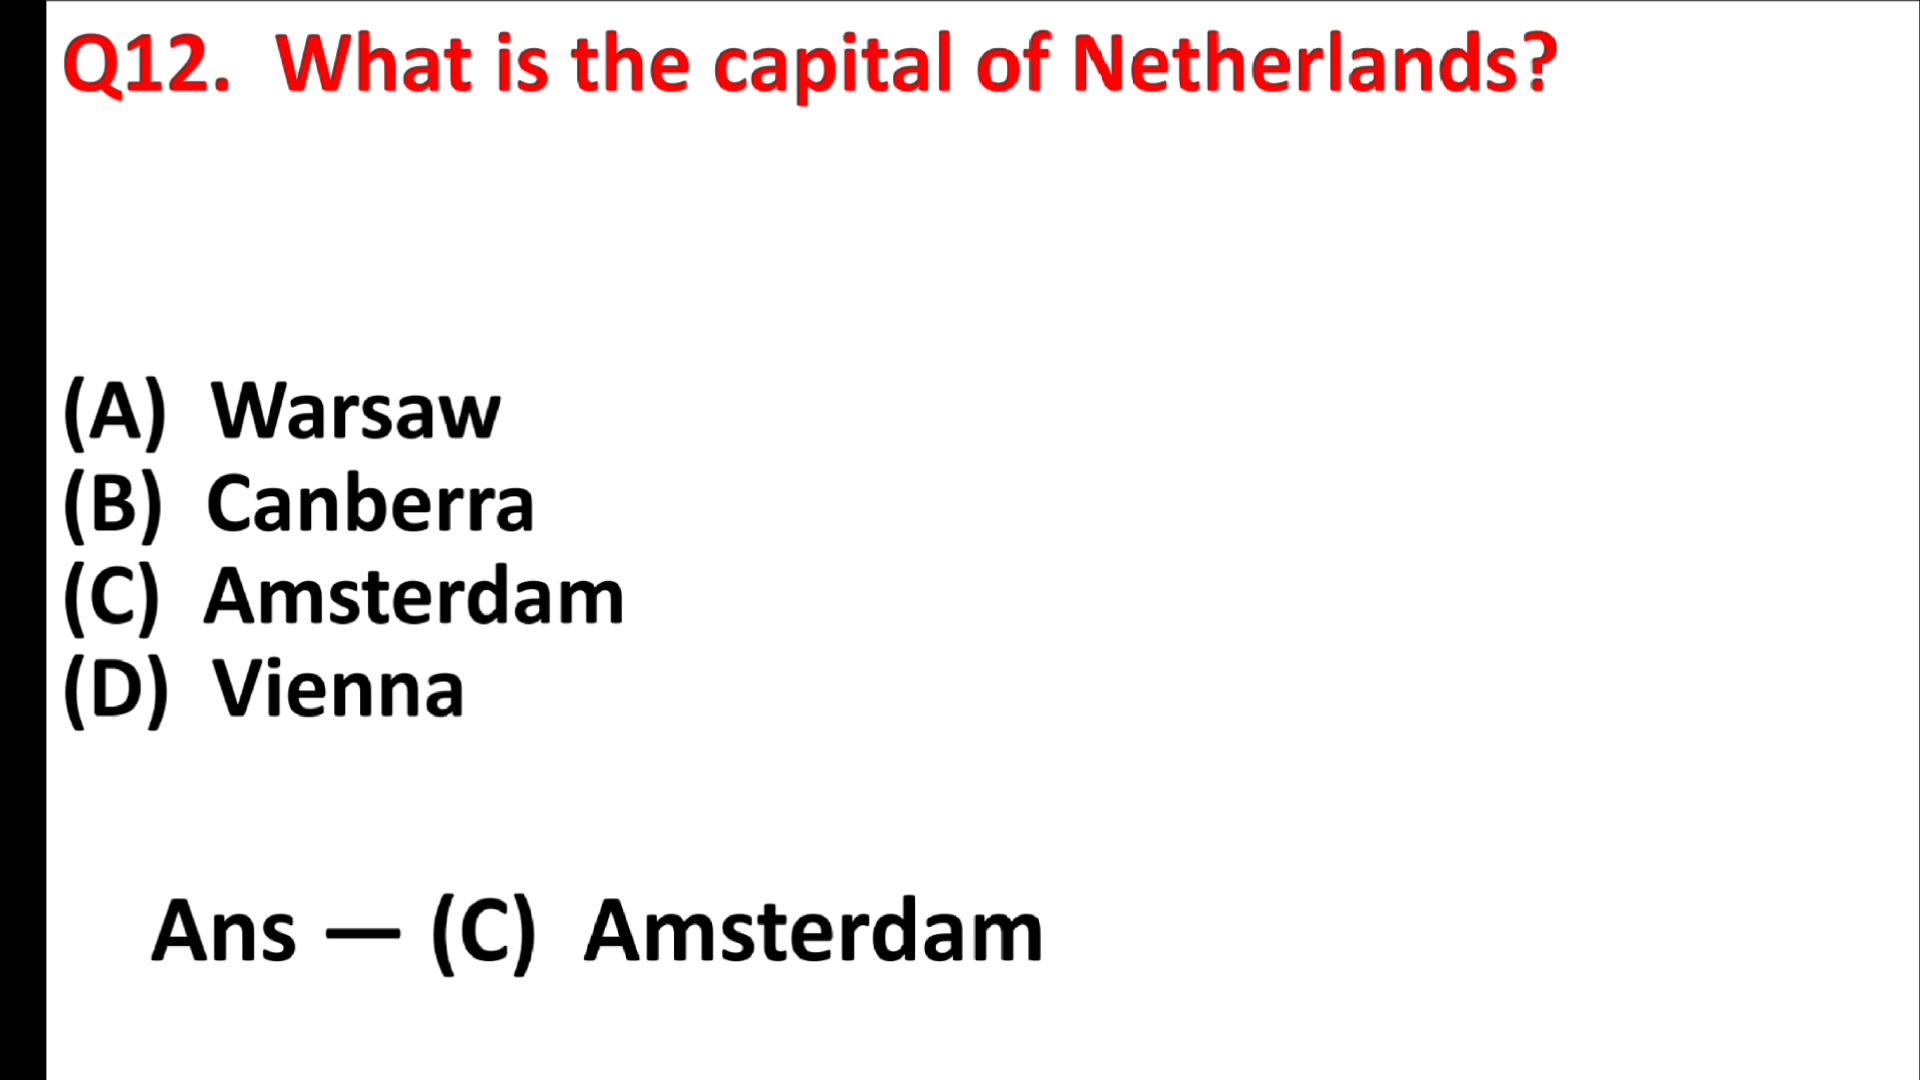 Q12. What is the capital of Netherlands?
(A) Warsaw
(B) Canberra
(C) Amsterdam
(D) Vienna
Ans — (C) Amsterdam